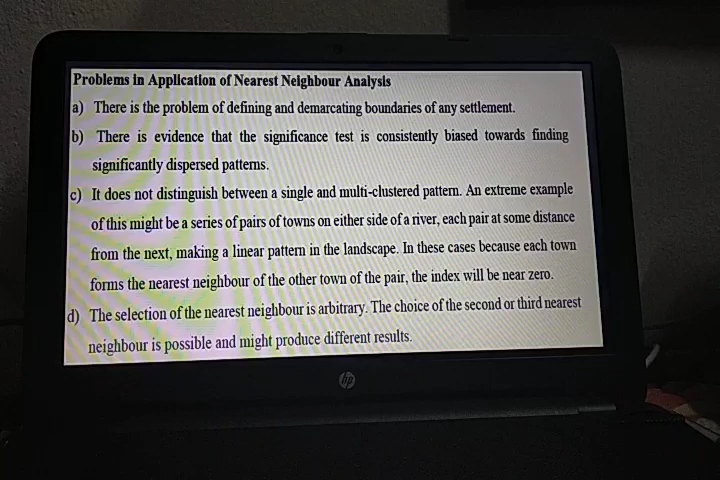 Problems in Application of Nearest Neighbour Analysis
a) There is the problem of defining and demarcating boundaries of any settlement.
b) There is evidence that the significance test is consistently biased towards finding
significantly dispersed patterns.
c) It does not distinguish between a single and multi-clustered pattern. An extreme example
of this might be a series of pairs of towns on either side of a river, each pair at some distance
from the next, making a linear pattern in the landscape. In these cases because each town
forms the nearest neighbour of the other town of the pair, the index will be near zero.
d) The selection of the nearest neighbour is arbitrary. The choice of the second or third nearest
neighbour is possible and might produce different results.
hp